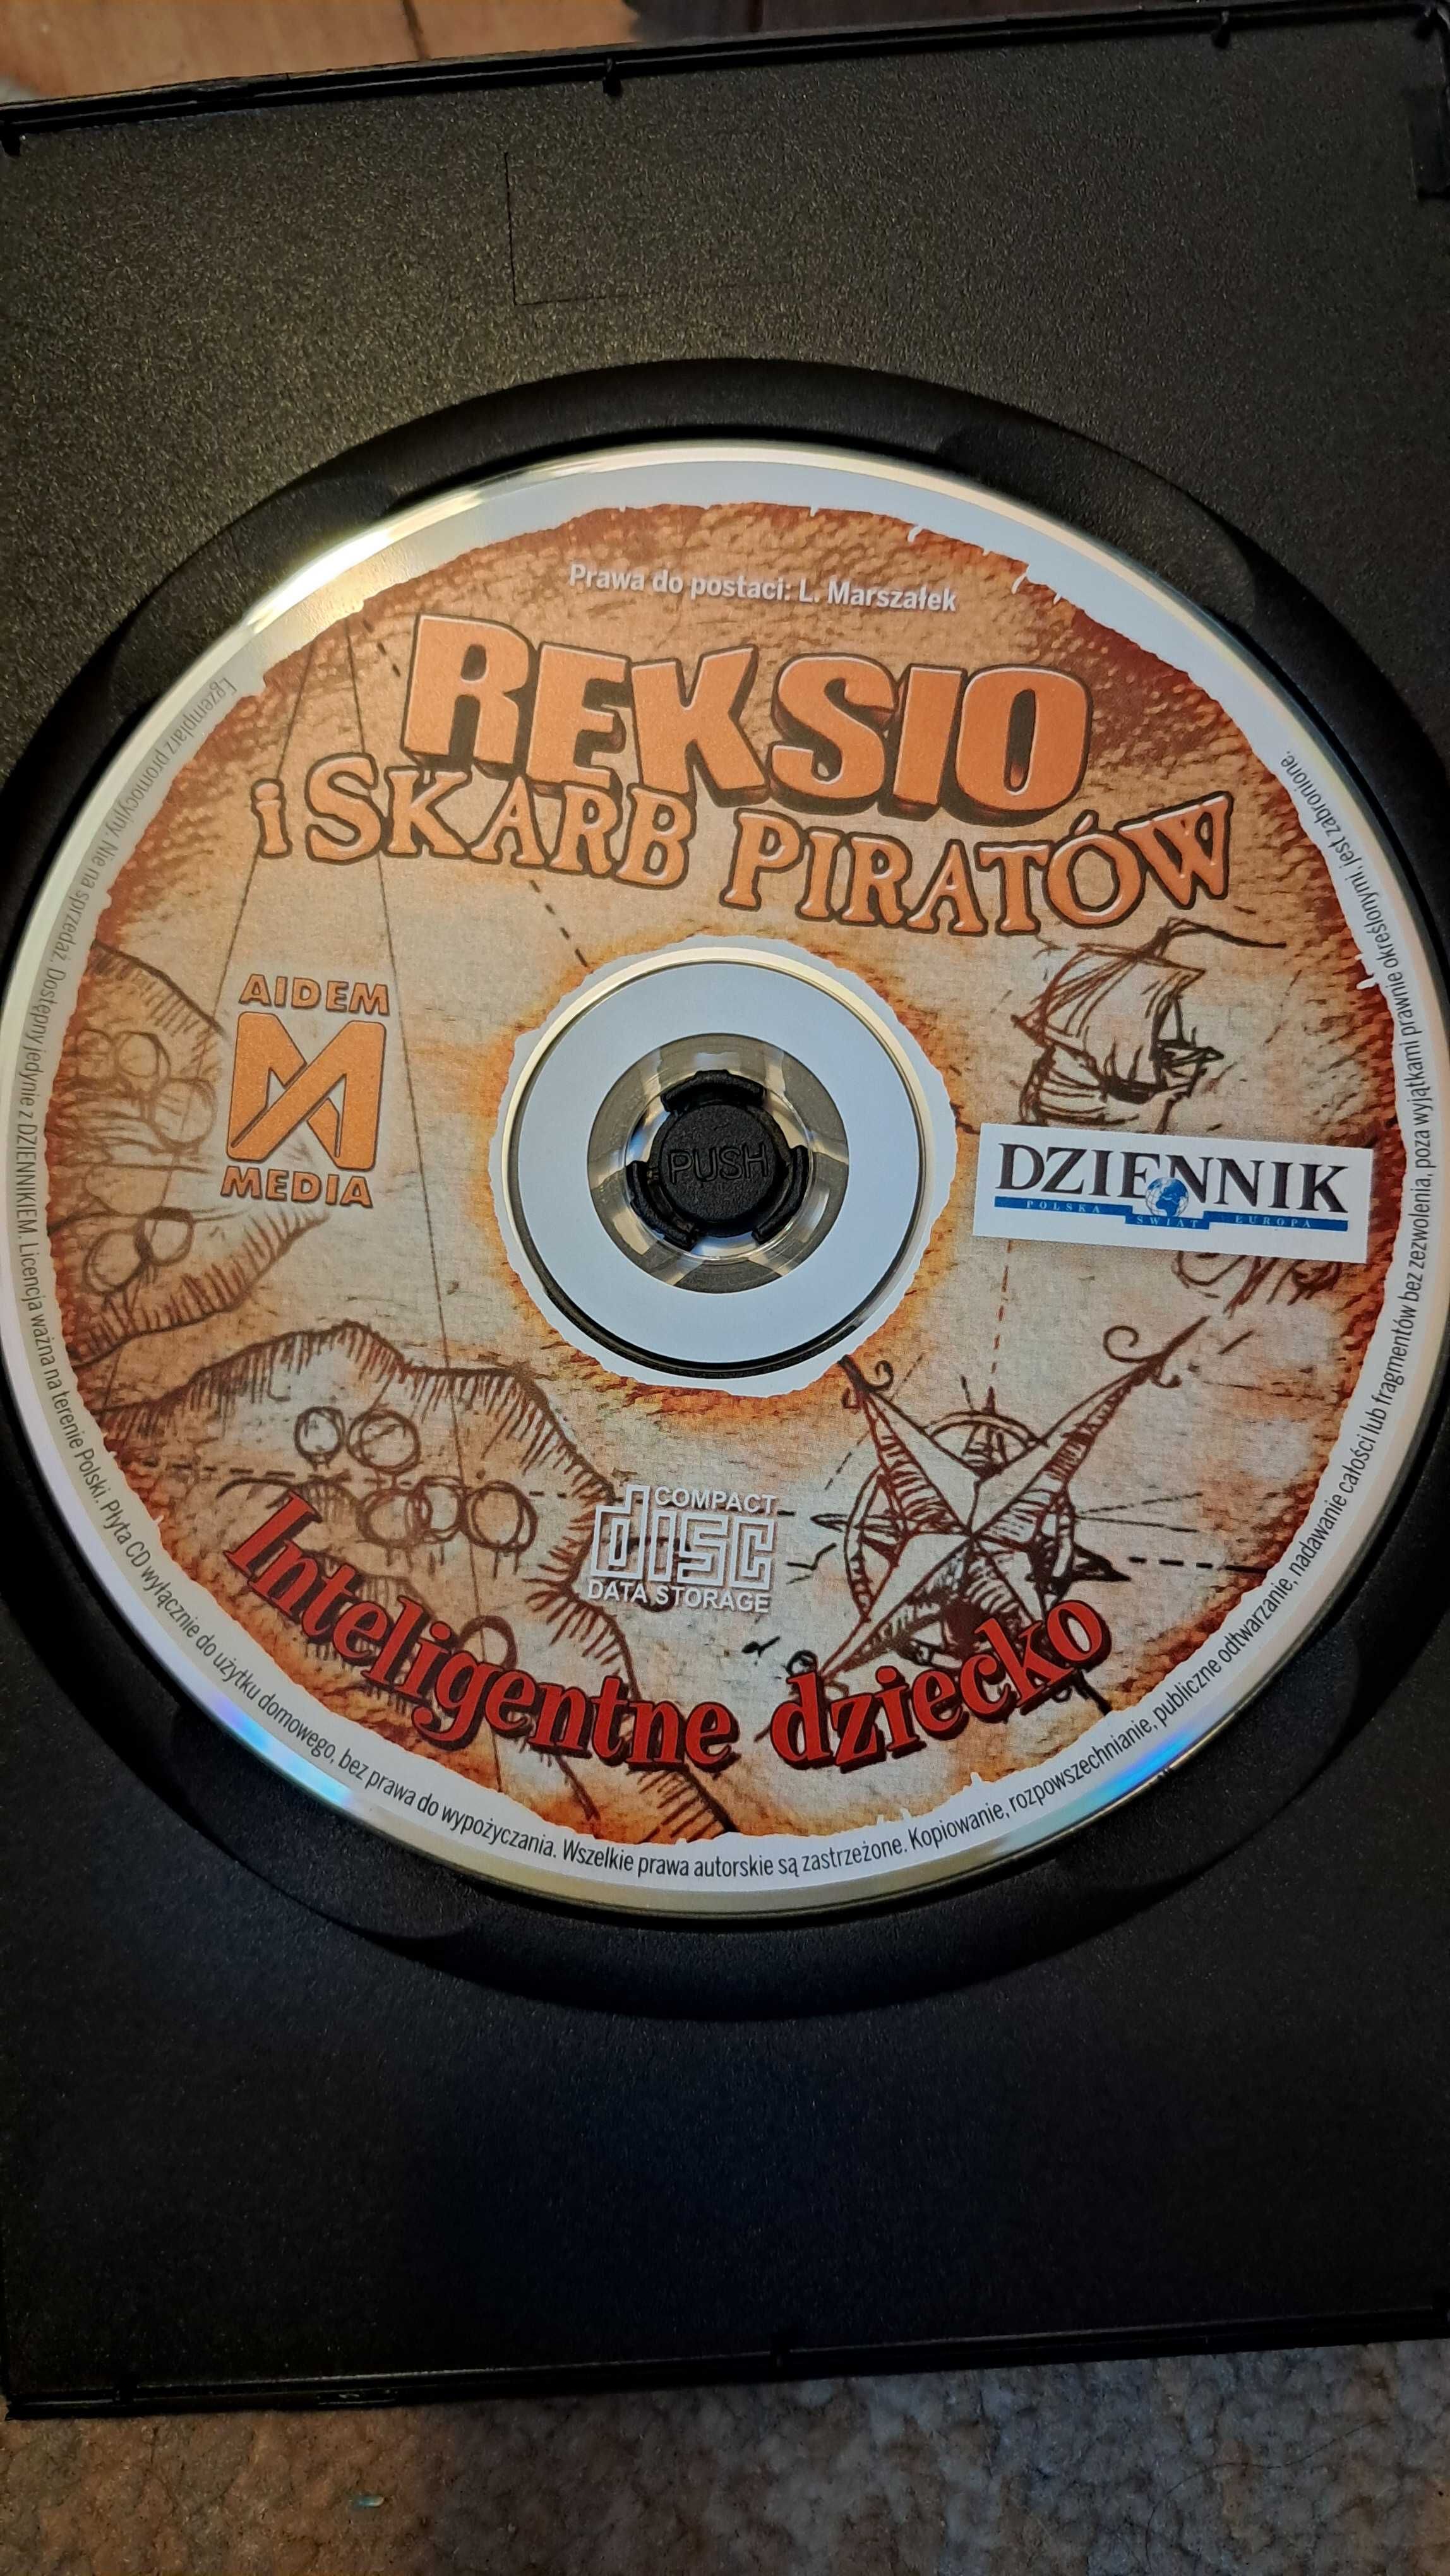 Prawa do postaci: L. Marszałek
REKSIO
i SKARB PIRATÓW
AIDEM
MEDIA
PUSH
DZIENNIK
POLSKA ŚWIAT EUROPA
COMPACT
disc
DATA STORAGE
Inteligentne dziecko
Egzemplarz promocyjny. Nie na sprzedaż. Dostępny jedynie z DZIENNIKIEM. Licencja ważna na terenie Polski. Płyta CD wyłącznie do użytku domowego, bez prawa do wypożyczania. Wszelkie prawa autorskie są zastrzeżone. Kopiowanie, rozpowszechnianie, publiczne odtwarzanie, nadawanie całości lub fragmentów bez zezwolenia, poza wyjątkami prawnie określonymi, jest zabronione.